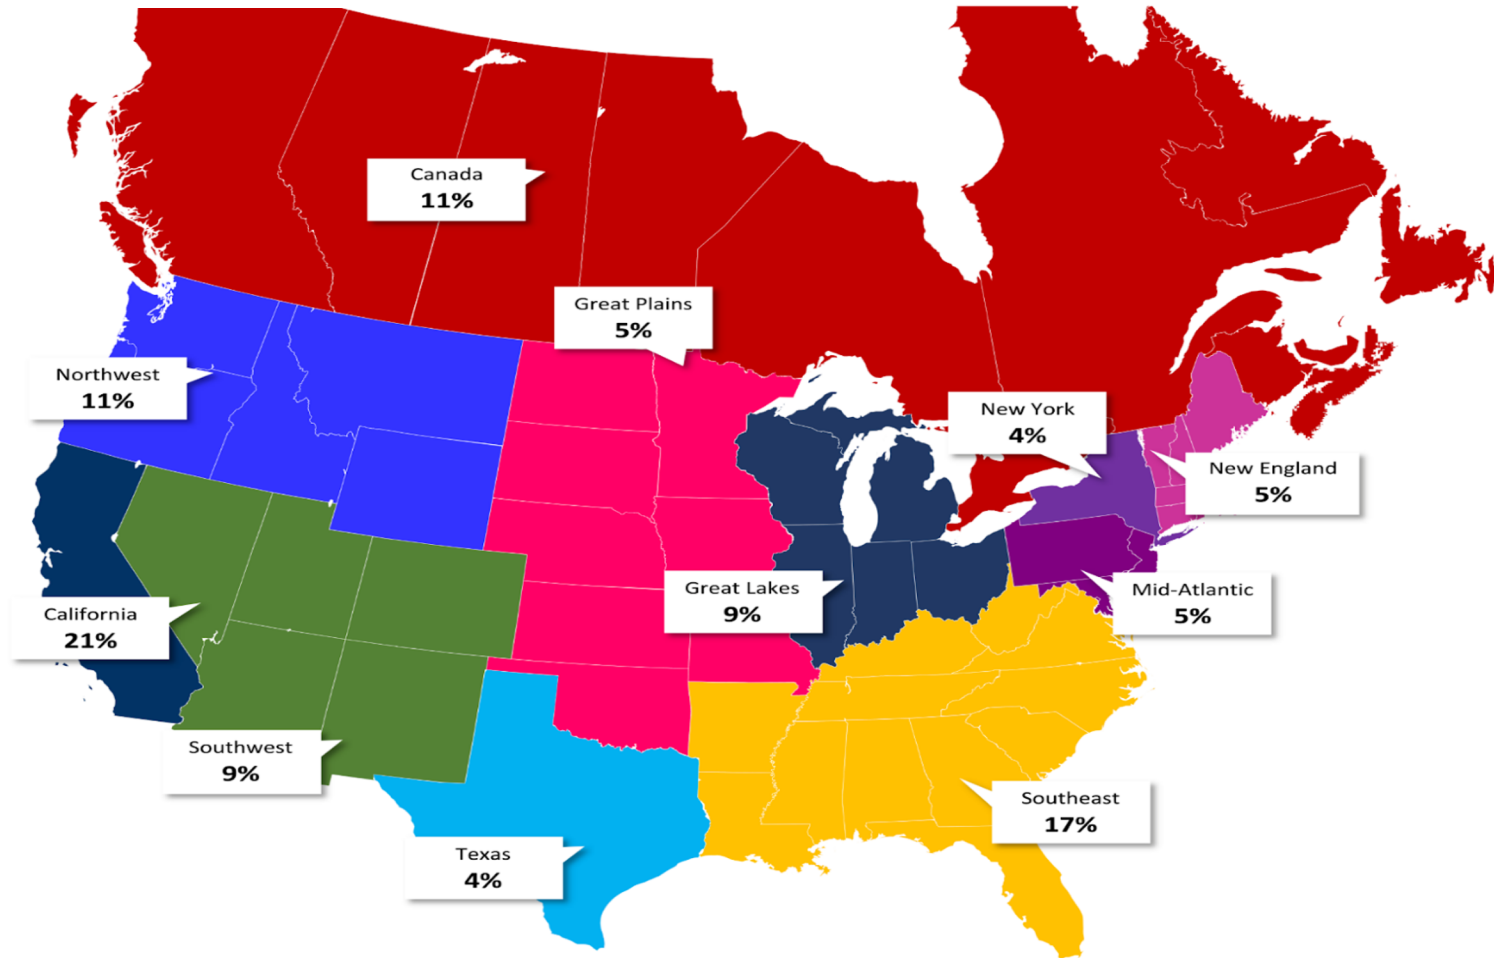 Canada
11%
Great Plains
5%
Northwest
11%
New York
4%
New England
5%
Great Lakes
9%
Mid-Atlantic
5%
California
21%
Southwest
9%
Southeast
17%
Texas
4%